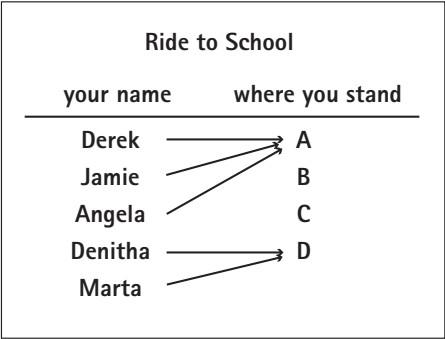 Ride to School
your name where you stand
Derek A
Jamie B
Angela C
Denitha D
Marta